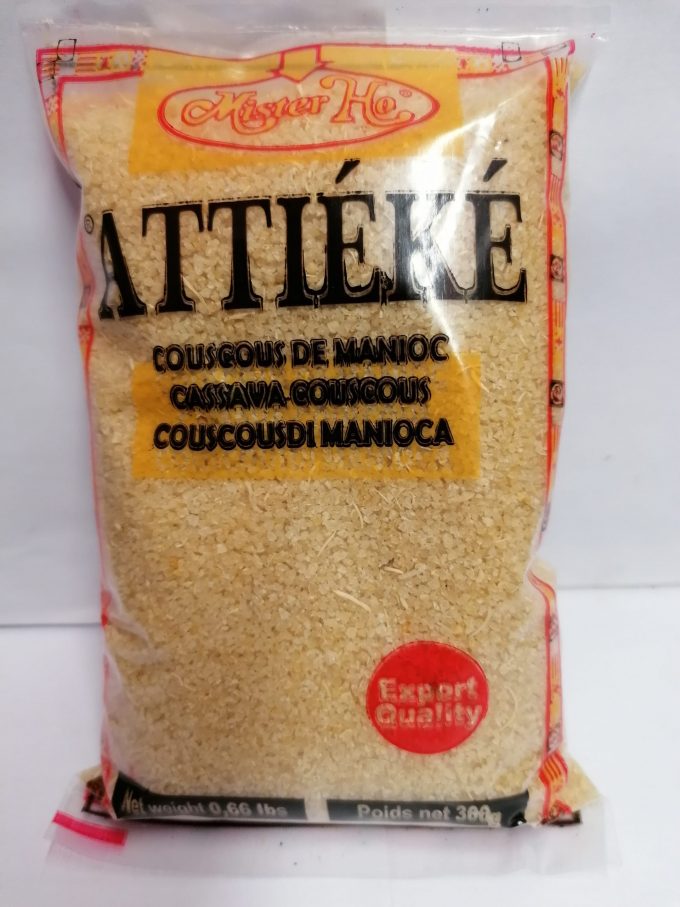 Mister Ho®
®ATTIÉKÉ
COUSCOUS DE MANIOC
CASSAVA COUSCOUS
COUSCOUSDI MANIOCA
Export
Quality
Net weight 0,66 lbs
Poids net 300g